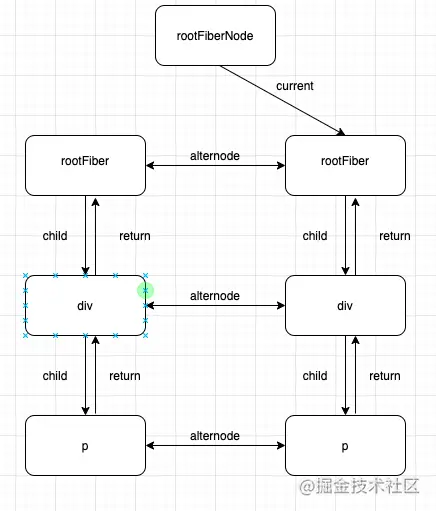 rootFiberNode
current
rootFiber
alternode
rootFiber
child
return
child
return
div
alternode
div
child
return
child
return
p
alternode
p
@掘金技术社区